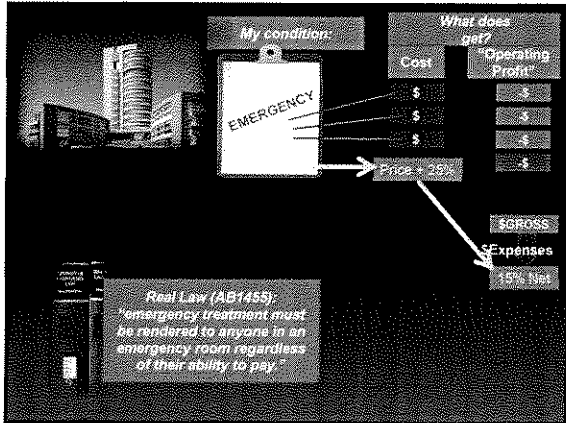 My condition:
What does
get?
Cost
"Operating
Profit"
EMERGENCY
$
-$
$
-$
$
-$
-$
Price + 25%
$GROSS
$Expenses
15% Net
Real Law (AB1455):
"emergency treatment must
be rendered to anyone in an
emergency room regardless
of their ability to pay."